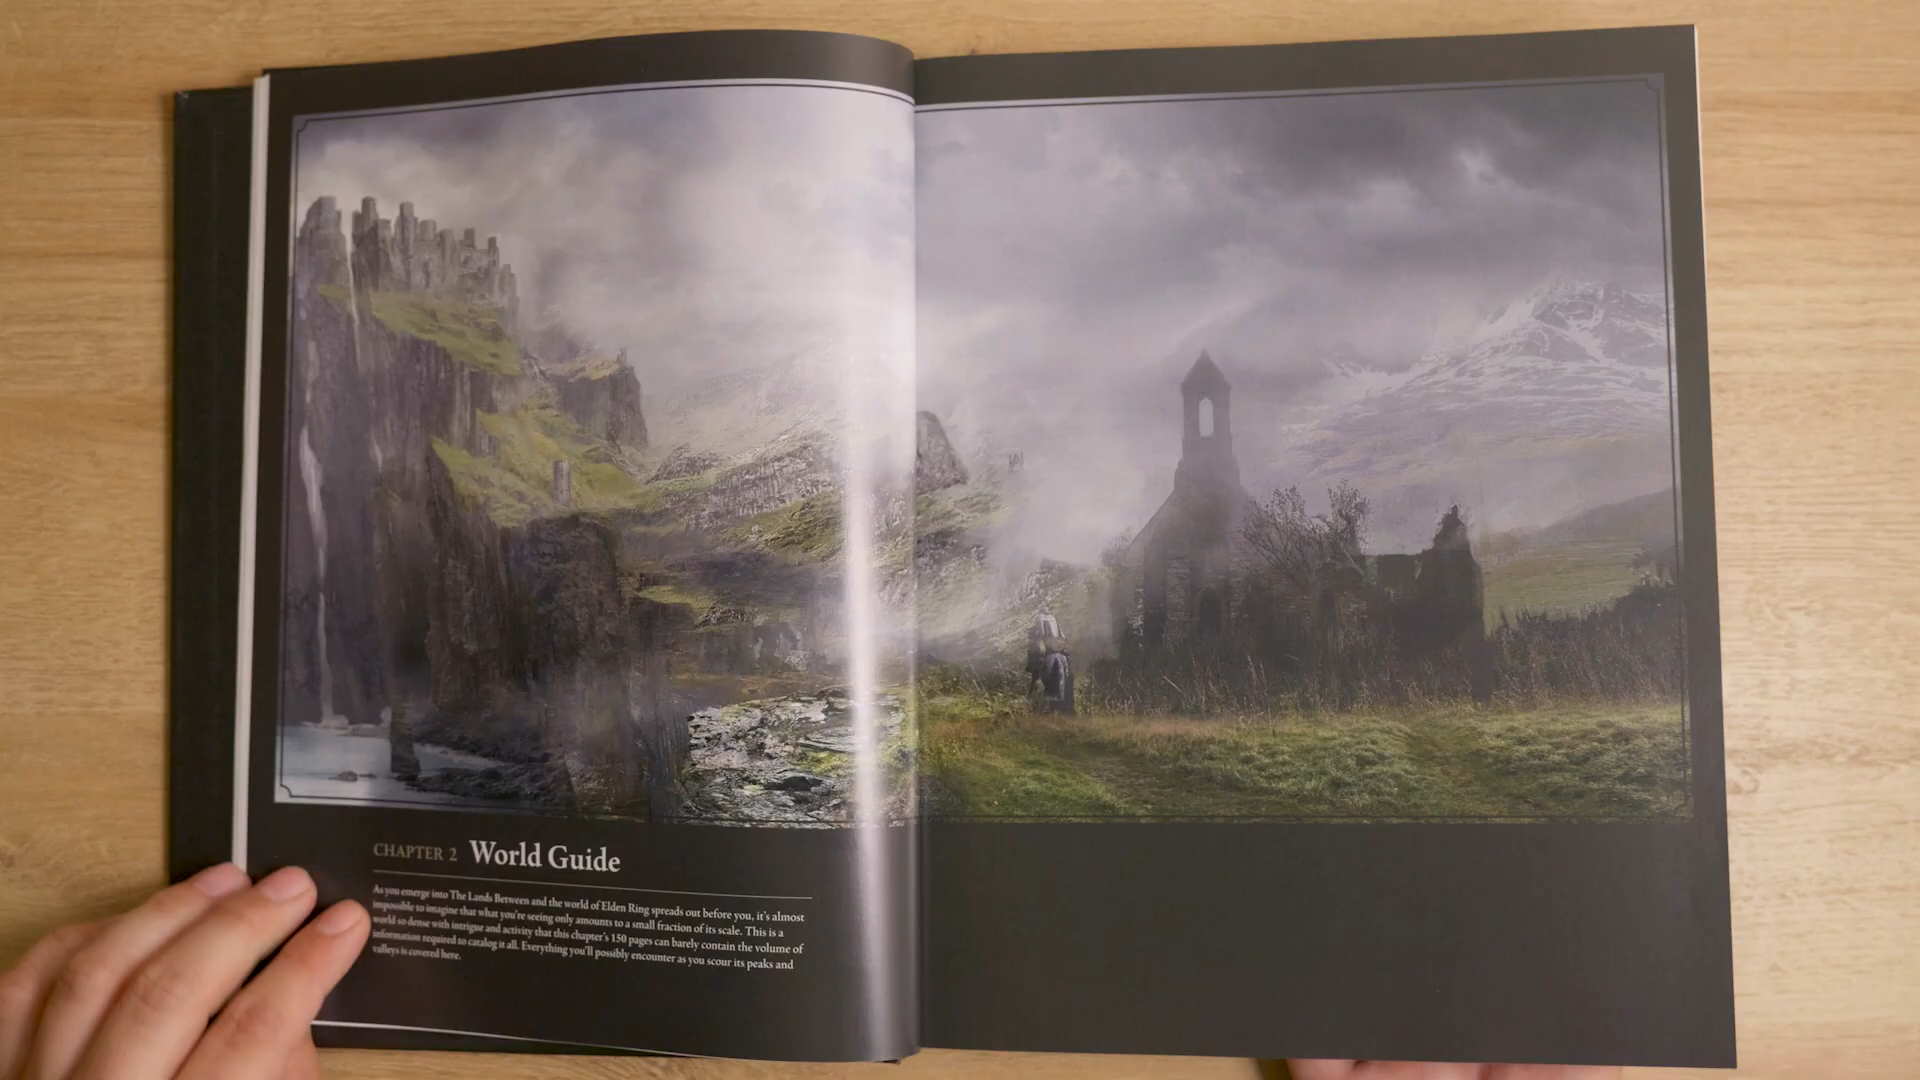 CHAPTER 2 World Guide
As you emerge into The Lands Between and the world of Elden Ring spreads out before you, it's almost
impossible to imagine that what you're seeing only amounts to a small fraction of its scale. This is a
world so dense with intrigue and activity that this chapter's 150 pages can barely contain the volume of
information required to catalog it all. Everything you'll possibly encounter as you scour its peaks and
valleys is covered here.